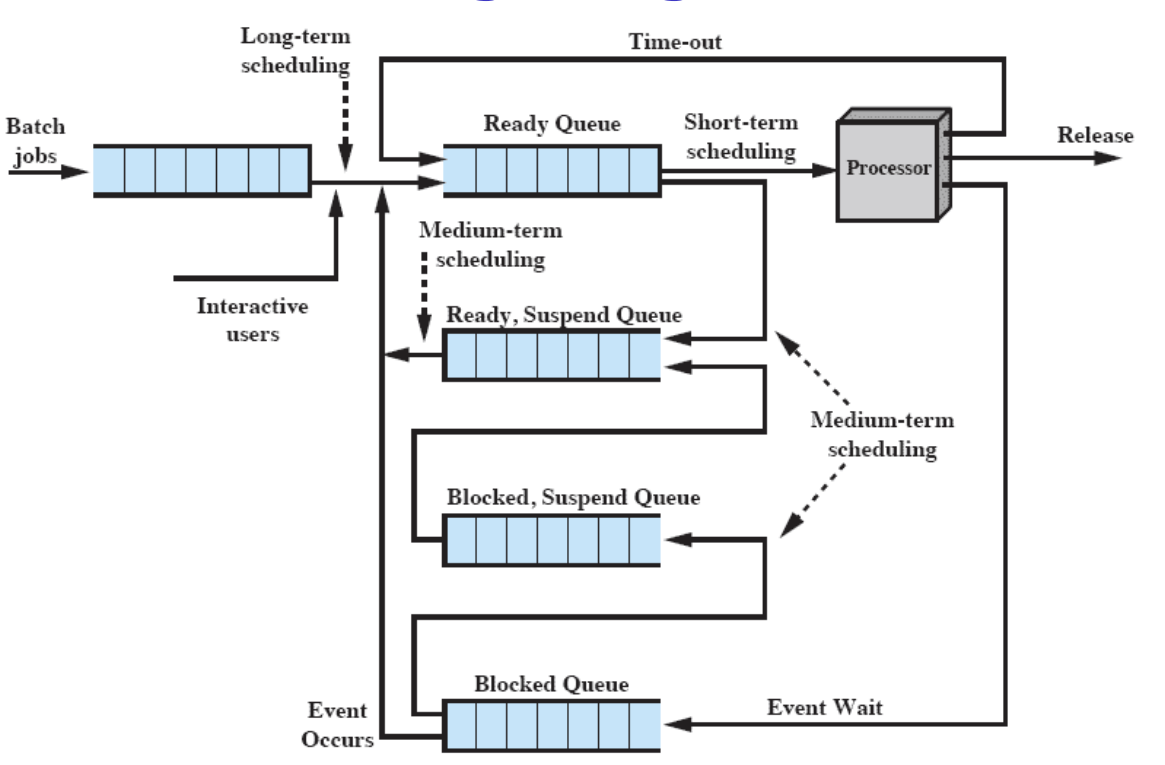 Long-term
scheduling
Time-out
Batch
jobs
Ready Queue
Short-term
scheduling
Processor
Release
Medium-term
scheduling
Interactive
users
Ready, Suspend Queue
Medium-term
scheduling
Blocked, Suspend Queue
Blocked Queue
Event
Occurs
Event Wait